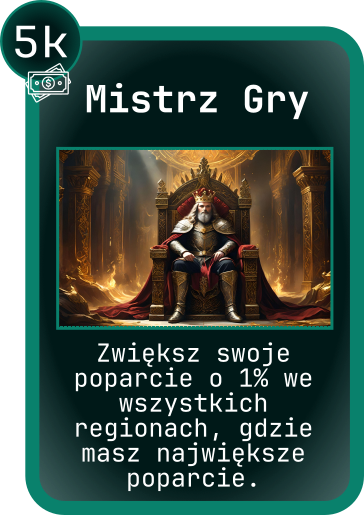 5k
Mistrz Gry
Zwiększ swoje
poparcie o 1% we
wszystkich
regionach, gdzie
masz największe
poparcie.